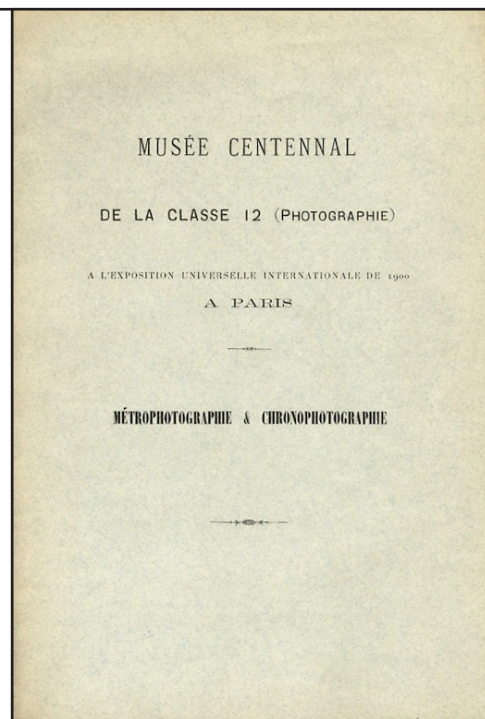 MUSÉE CENTENNAL
DE LA CLASSE 12 (PHOTOGRAPHIE)
A L'EXPOSITION UNIVERSELLE INTERNATIONALE DE 1900
A PARIS
MÉTROPHOTOGRAPHIE & CHRONOPHOTOGRAPHIE